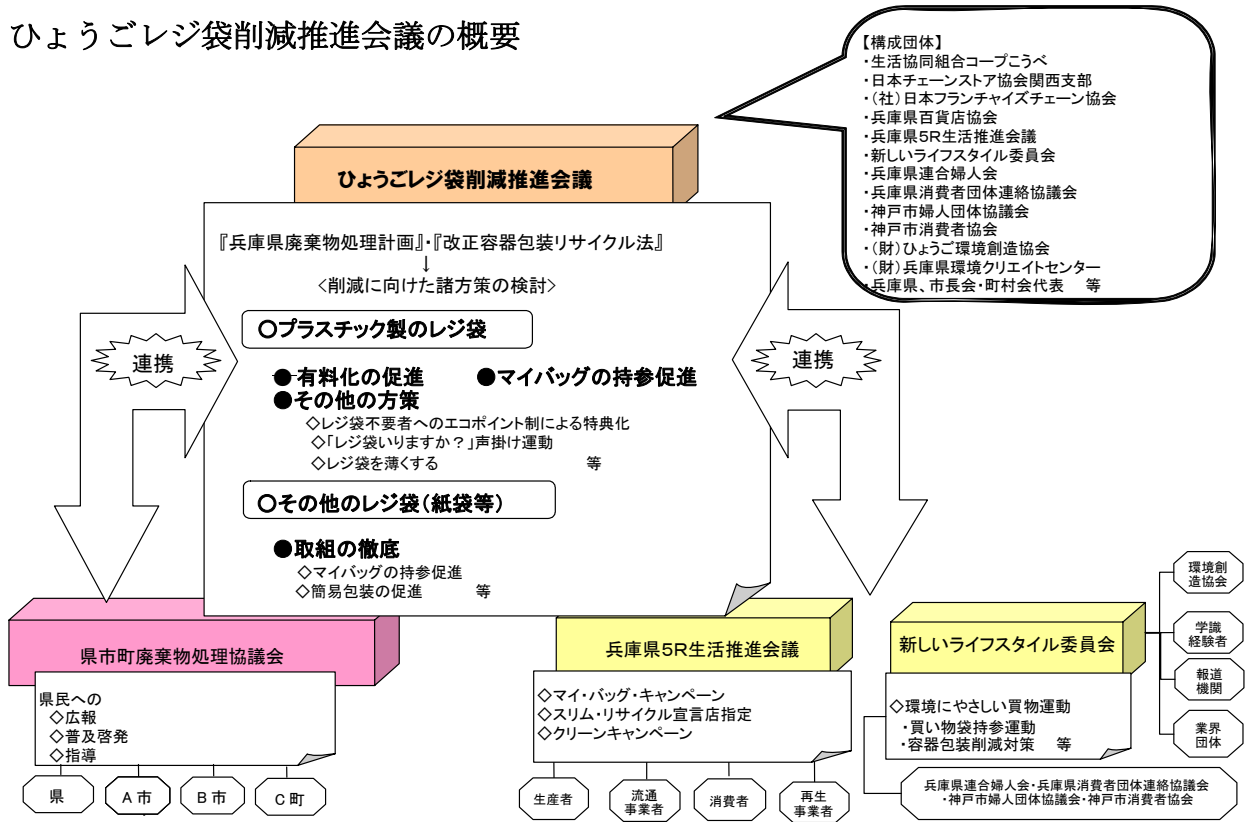 ひょうごレジ袋削減推進会議の概要
【構成団体】
・生活協同組合コープこうべ
・日本チェーンストア協会関西支部
・(社)日本フランチャイズチェーン協会
・兵庫県百貨店協会
・兵庫県5R生活推進会議
・新しいライフスタイル委員会
・兵庫県連合婦人会
・兵庫県消費者団体連絡協議会
・神戸市婦人団体協議会
・神戸市消費者協会
・(財)ひょうご環境創造協会
・(財)兵庫県環境クリエイトセンター
・兵庫県、市長会・町村会代表 等
ひょうごレジ袋削減推進会議
『兵庫県廃棄物処理計画』・『改正容器包装リサイクル法』
↓
<削減に向けた諸方策の検討>
○プラスチック製のレジ袋
●有料化の促進 ●マイバッグの持参促進
●その他の方策
◇レジ袋不要者へのエコポイント制による特典化
◇「レジ袋いりますか?」声掛け運動
◇レジ袋を薄くする 等
○その他のレジ袋(紙袋等)
●取組の徹底
◇マイバッグの持参促進
◇簡易包装の促進 等
連携
連携
県市町廃棄物処理協議会
県民への
◇広報
◇普及啓発
◇指導
県
A市
B市
C町
兵庫県5R生活推進会議
◇マイ・バッグ・キャンペーン
◇スリム・リサイクル宣言店指定
◇クリーンキャンペーン
生産者
流通
事業者
消費者
再生
事業者
新しいライフスタイル委員会
◇環境にやさしい買物運動
・買い物袋持参運動
・容器包装削減対策 等
環境創
造協会
学識
経験者
報道
機関
業界
団体
兵庫県連合婦人会・兵庫県消費者団体連絡協議会
・神戸市婦人団体協議会・神戸市消費者協会